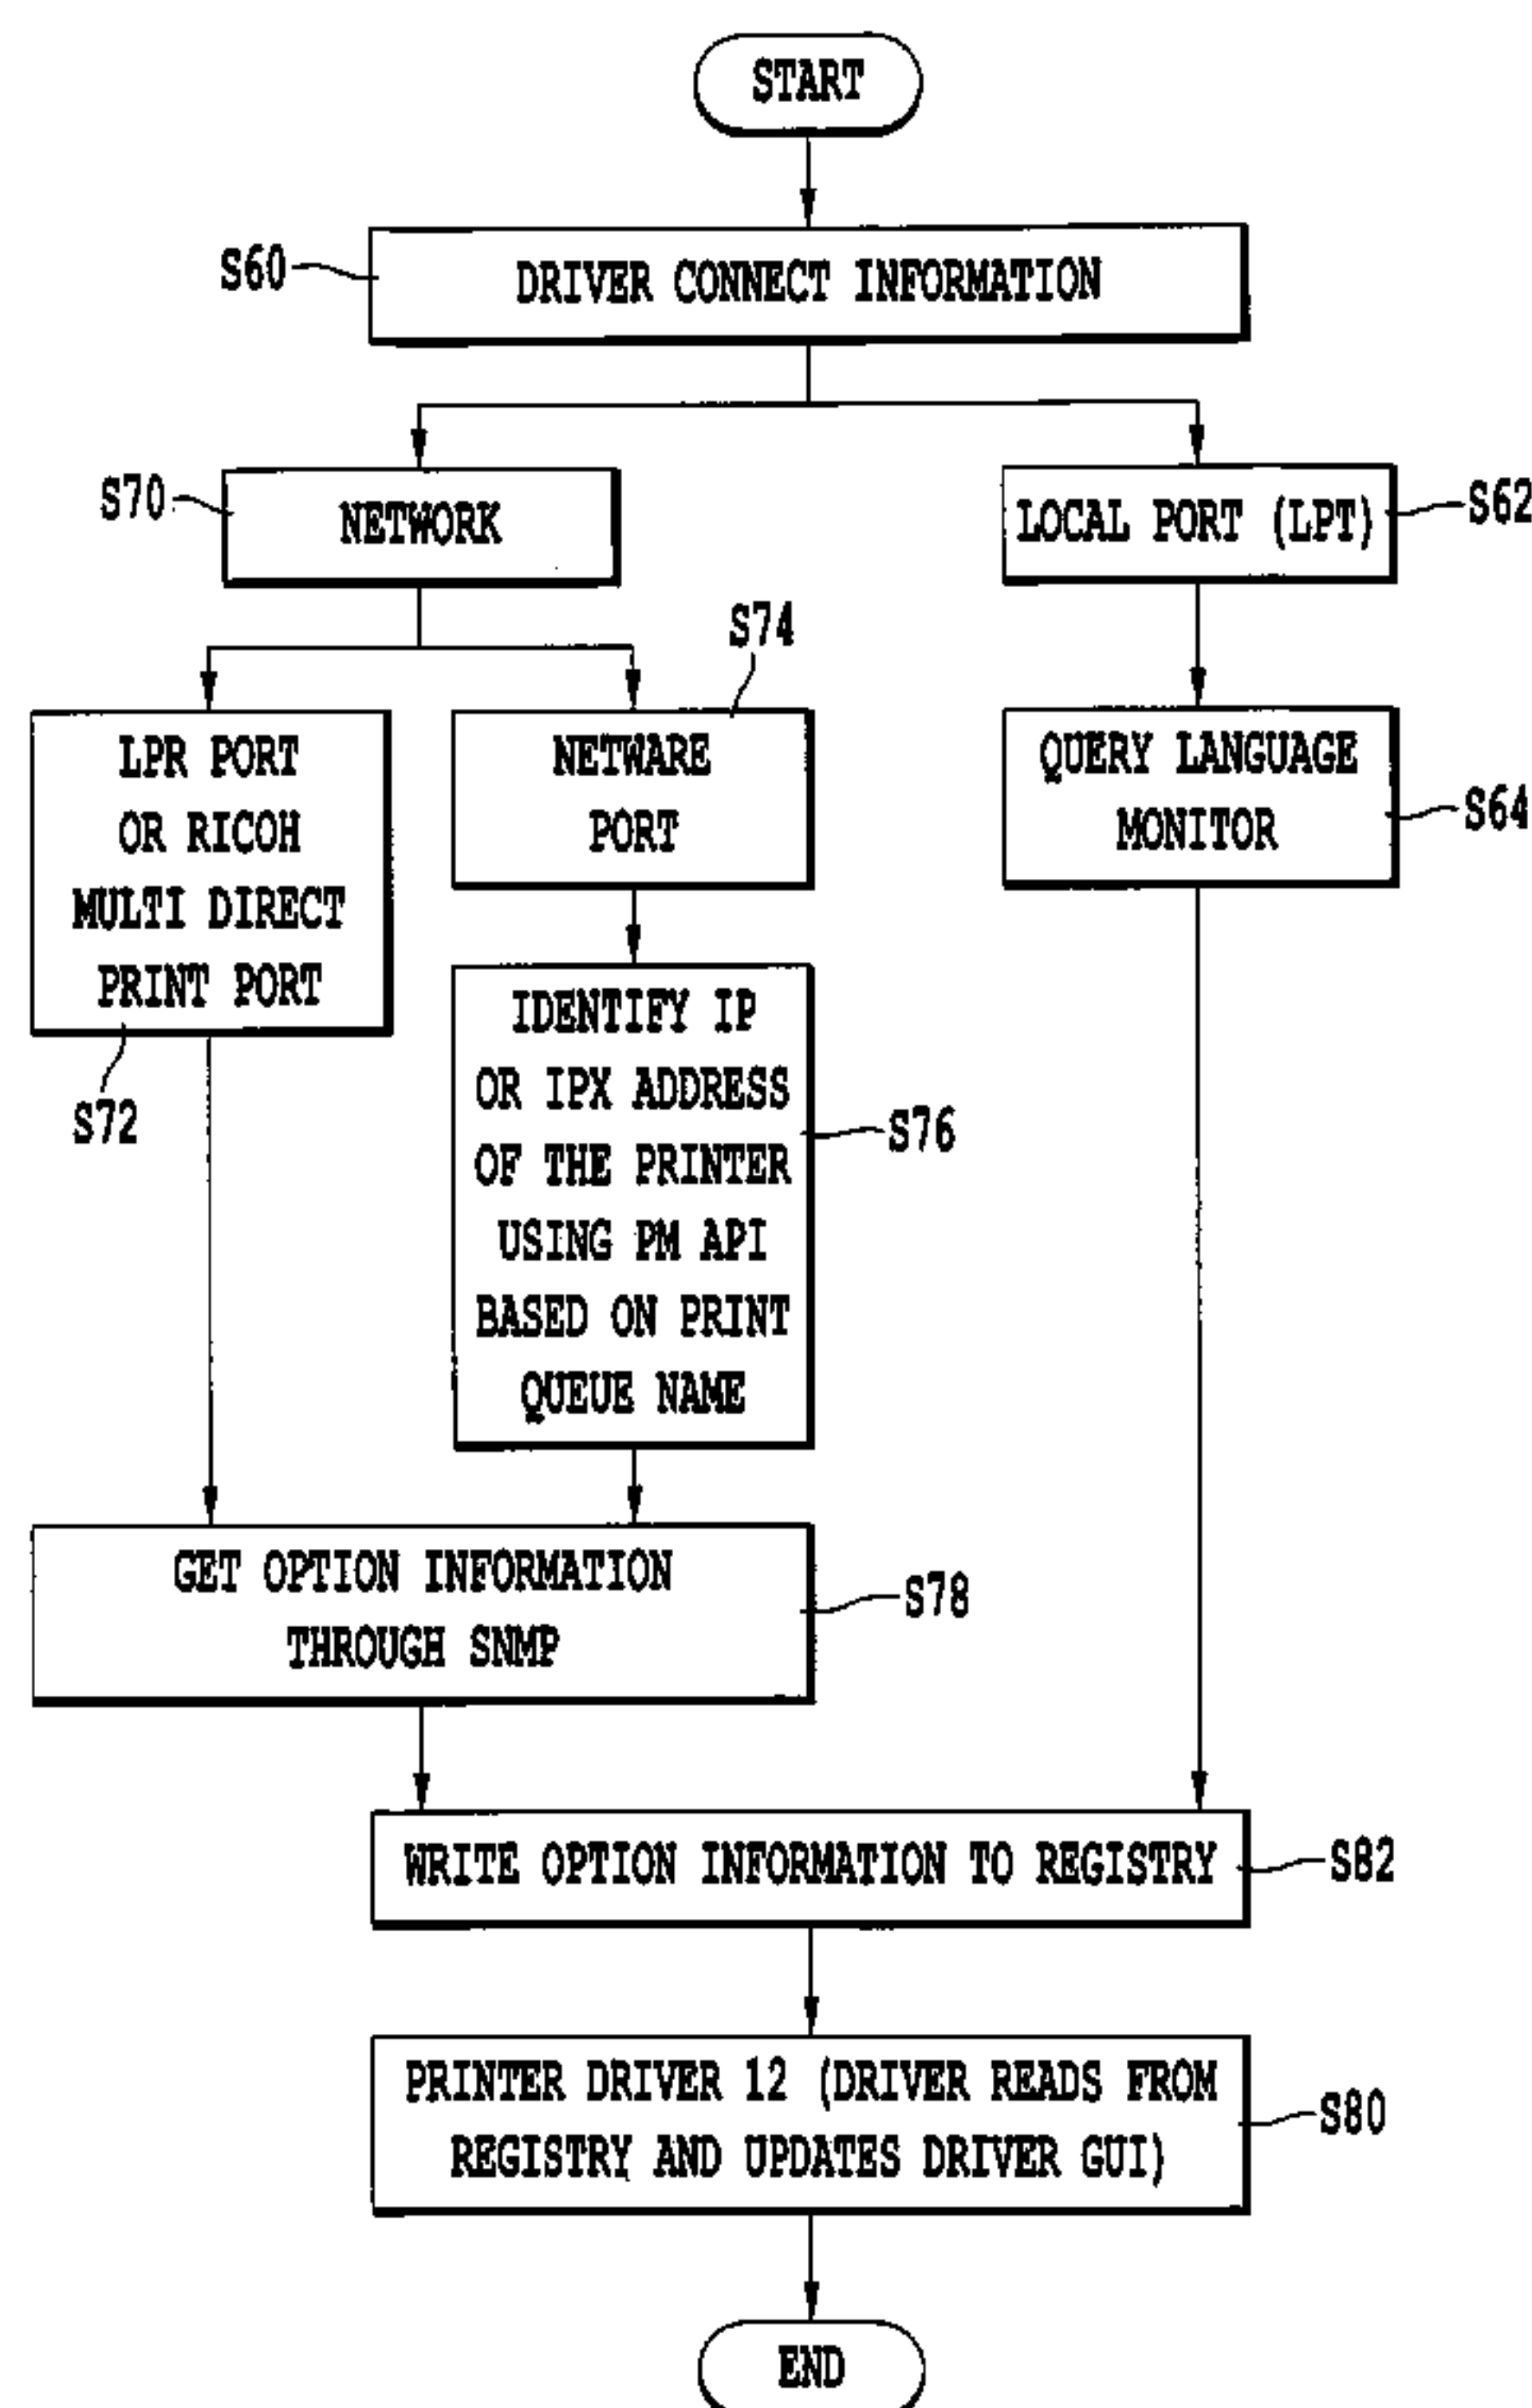 START
S60
DRIVER CONNECT INFORMATION
S70
NETWORK
LOCAL PORT (LPT)
S62
S74
LPR PORT
OR RICOH
MULTI DIRECT
PRINT PORT
S72
NETWARE
PORT
QUERY LANGUAGE
MONITOR
S64
IDENTIFY IP
OR IPX ADDRESS
OF THE PRINTER
USING PM API
BASED ON PRINT
QUEUE NAME
S76
GET OPTION INFORMATION
THROUGH SNMP
S78
WRITE OPTION INFORMATION TO REGISTRY
S82
PRINTER DRIVER 12 (DRIVER READS FROM
REGISTRY AND UPDATES DRIVER GUI)
S80
END